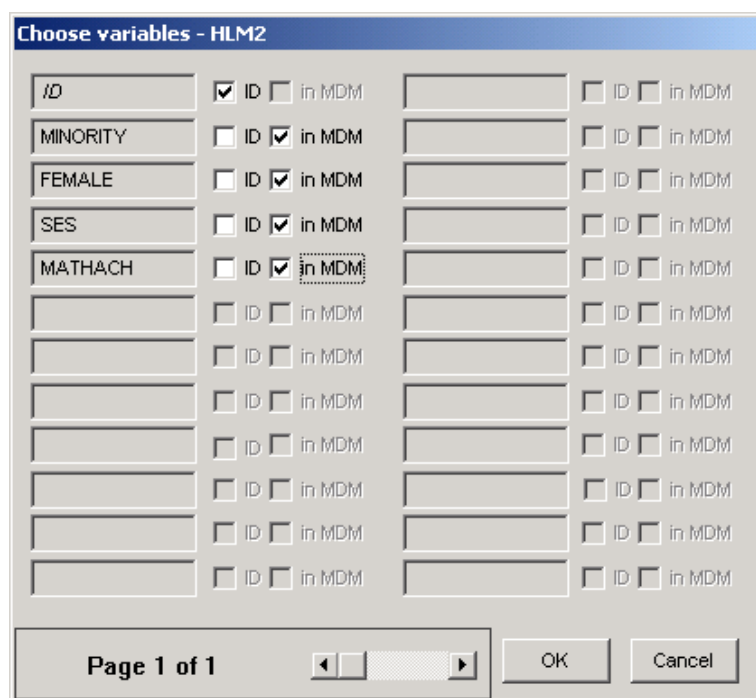 Choose variables - HLM2
ID ID in MDM ID in MDM
MINORITY ID in MDM ID in MDM
FEMALE ID in MDM ID in MDM
SES ID in MDM ID in MDM
MATHACH ID in MDM ID in MDM
ID in MDM ID in MDM
ID in MDM ID in MDM
ID in MDM ID in MDM
ID in MDM ID in MDM
ID in MDM ID in MDM
ID in MDM ID in MDM
ID in MDM ID in MDM
Page 1 of 1 OK Cancel